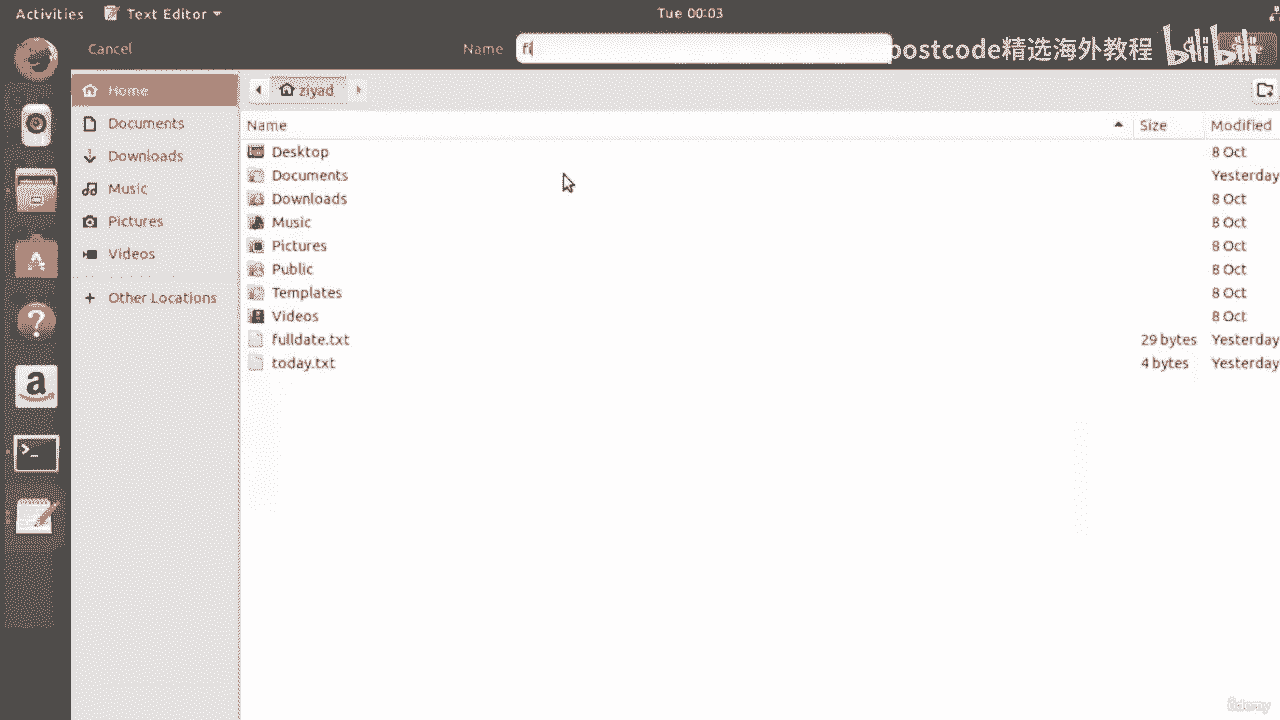 Activities Text Editor Tue 00:03
Cancel Name fi postcode精选海外教程 bilibili
Home ziyad
Documents
Downloads
Music
Pictures
Videos
Other Locations
Name Size Modified
Desktop 8 Oct
Documents Yesterday
Downloads 8 Oct
Music 8 Oct
Pictures 8 Oct
Public 8 Oct
Templates 8 Oct
Videos 8 Oct
fulldate.txt 29 bytes Yesterday
today.txt 4 bytes Yesterday
ûdemy